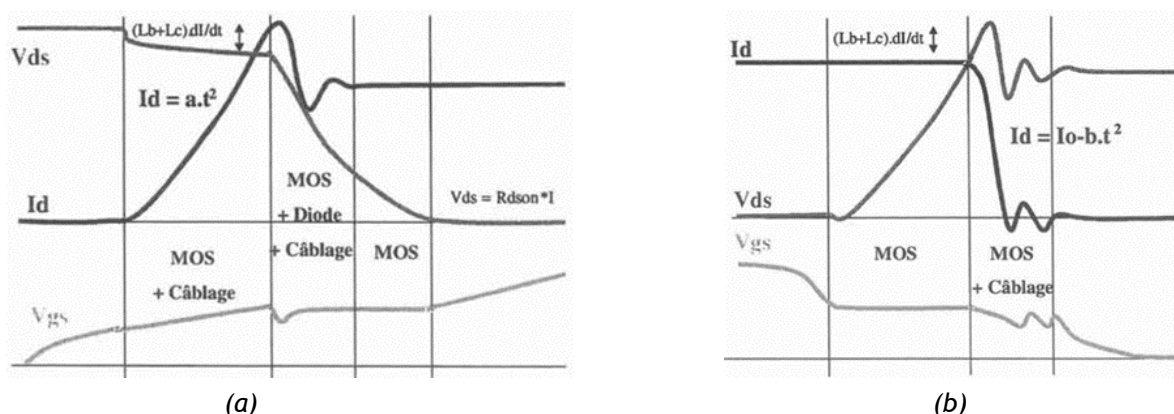 (Lb+Lc).dI/dt
Vds
Id = a.t²
Id
MOS
+ Diode
+ Câblage
Vds = Rdson*I
MOS
+ Câblage
MOS
Vgs
(a)
Id
(Lb+Lc).dI/dt
Id = Io-b.t²
Vds
Vgs
MOS
MOS
+ Câblage
(b)